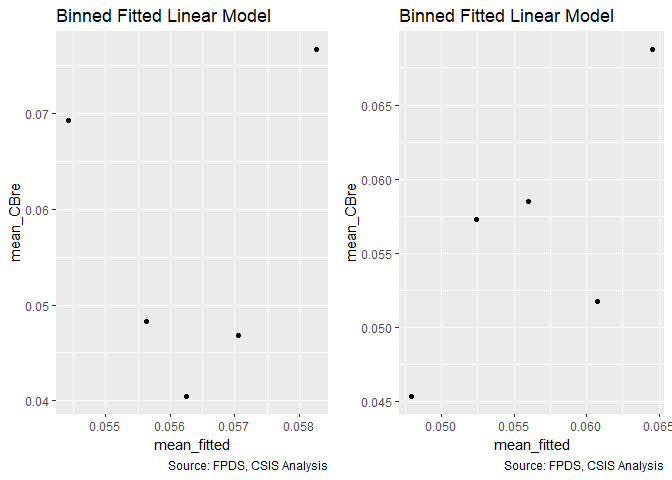 Binned Fitted Linear Model
mean_CBre
0.07
0.06
0.05
0.04
0.055 0.056 0.057 0.058
mean_fitted
Source: FPDS, CSIS Analysis
Binned Fitted Linear Model
mean_CBre
0.065
0.060
0.055
0.050
0.045
0.050 0.055 0.060 0.065
mean_fitted
Source: FPDS, CSIS Analysis